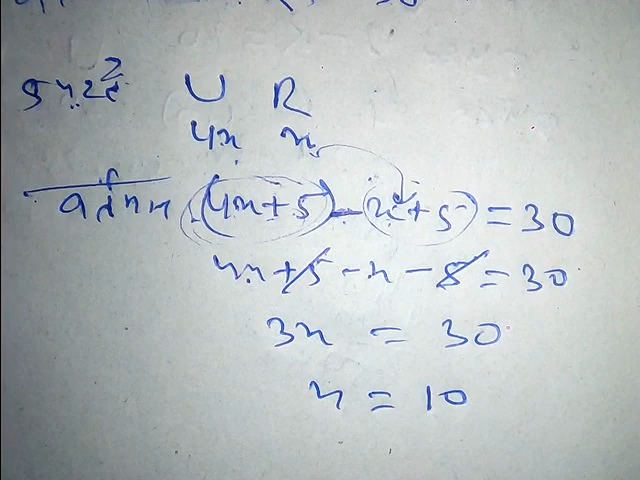 U R
4x x
(4x+5) - (x+5) = 30
4x+5-x-5=30
3x = 30
x = 10